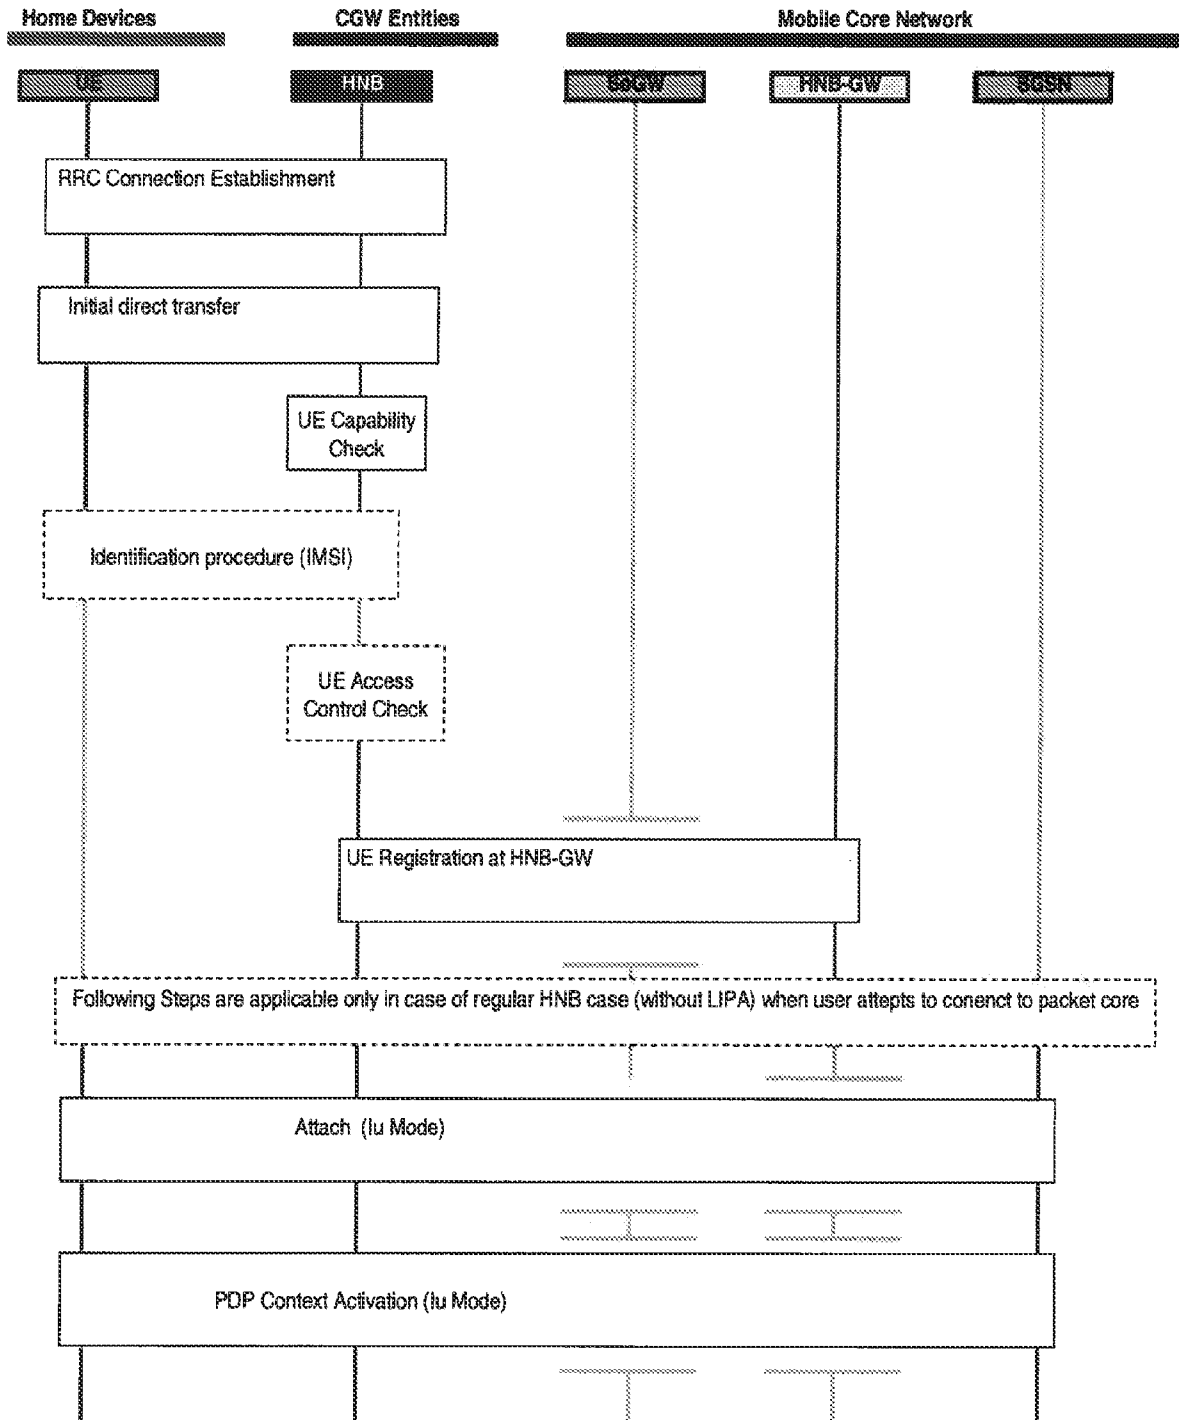 Home Devices
CGW Entities
Mobile Core Network
UE
HNB
SeGW
HNB-GW
SGSN
RRC Connection Establishment
Initial direct transfer
UE Capability
Check
Identification procedure (IMSI)
UE Access
Control Check
UE Registration at HNB-GW
Following Steps are applicable only in case of regular HNB case (without LIPA) when user attepts to conenct to packet core
Attach (Iu Mode)
PDP Context Activation (Iu Mode)